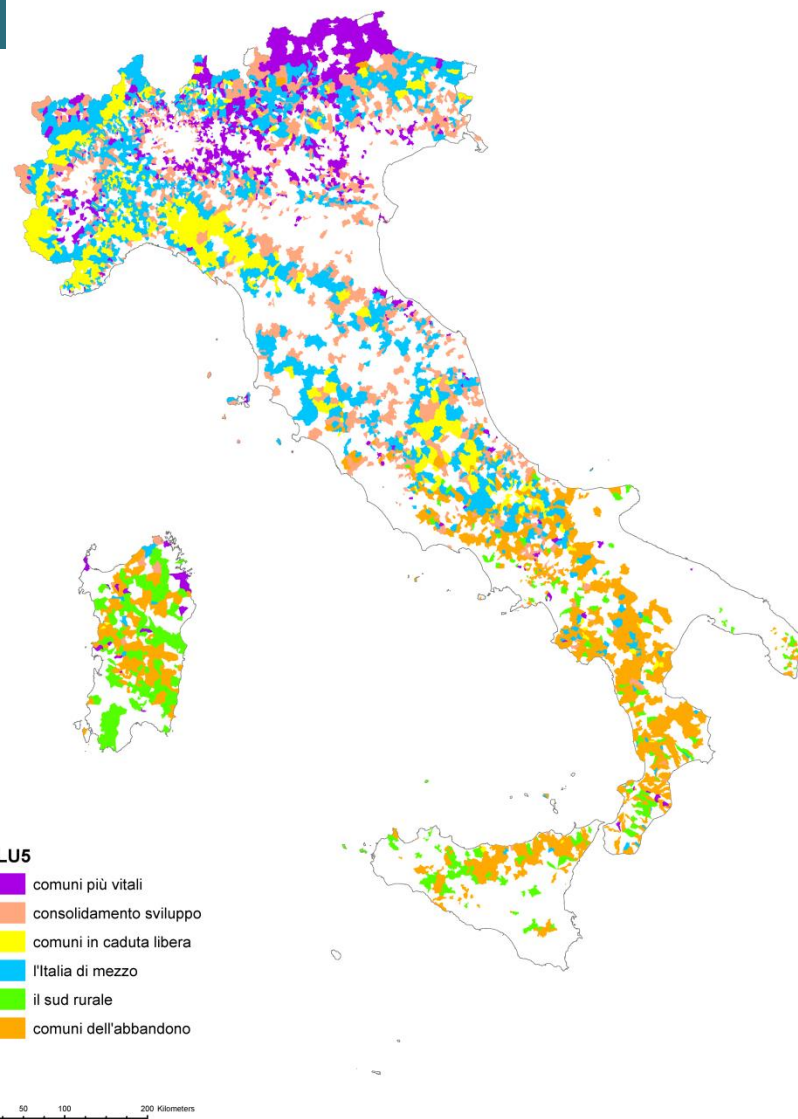 LU5
comuni più vitali
consolidamento sviluppo
comuni in caduta libera
l'Italia di mezzo
il sud rurale
comuni dell'abbandono
50 100 200 Kilometers